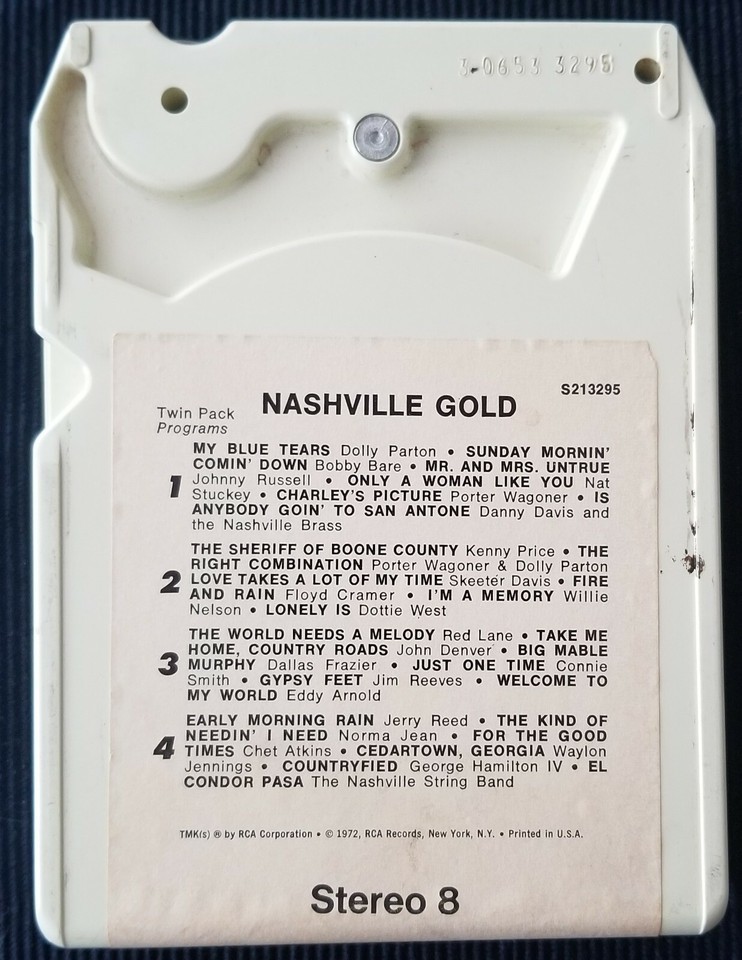 3-0653 3295
S213295
NASHVILLE GOLD
Twin Pack
Programs
1
MY BLUE TEARS Dolly Parton • SUNDAY MORNIN'
COMIN' DOWN Bobby Bare • MR. AND MRS. UNTRUE
Johnny Russell • ONLY A WOMAN LIKE YOU Nat
Stuckey • CHARLEY'S PICTURE Porter Wagoner • IS
ANYBODY GOIN' TO SAN ANTONE Danny Davis and
the Nashville Brass
2
THE SHERIFF OF BOONE COUNTY Kenny Price • THE
RIGHT COMBINATION Porter Wagoner & Dolly Parton
LOVE TAKES A LOT OF MY TIME Skeeter Davis • FIRE
AND RAIN Floyd Cramer • I'M A MEMORY Willie
Nelson • LONELY IS Dottie West
3
THE WORLD NEEDS A MELODY Red Lane • TAKE ME
HOME, COUNTRY ROADS John Denver • BIG MABLE
MURPHY Dallas Frazier • JUST ONE TIME Connie
Smith • GYPSY FEET Jim Reeves • WELCOME TO
MY WORLD Eddy Arnold
4
EARLY MORNING RAIN Jerry Reed • THE KIND OF
NEEDIN' I NEED Norma Jean • FOR THE GOOD
TIMES Chet Atkins • CEDARTOWN, GEORGIA Waylon
Jennings • COUNTRYFIED George Hamilton IV • EL
CONDOR PASA The Nashville String Band
TMK(s) ® by RCA Corporation • © 1972, RCA Records, New York, N.Y. • Printed in U.S.A.
Stereo 8